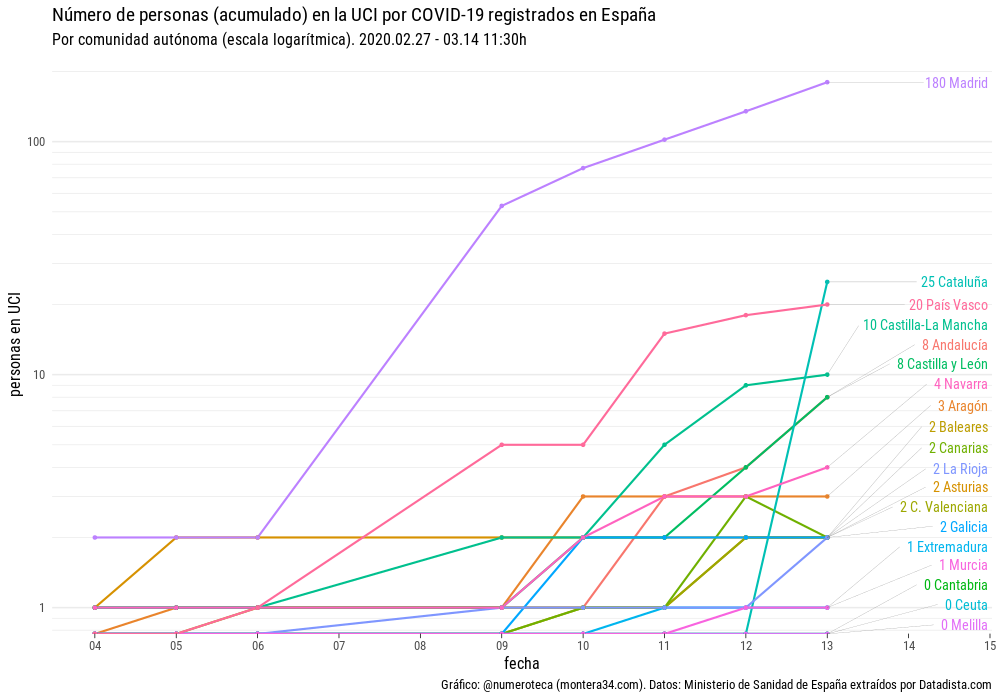 Número de personas (acumulado) en la UCI por COVID-19 registrados en España
Por comunidad autónoma (escala logarítmica). 2020.02.27 - 03.14 11:30h
personas en UCI
100
10
1
180 Madrid
25 Cataluña
20 País Vasco
10 Castilla-La Mancha
8 Andalucía
8 Castilla y León
4 Navarra
3 Aragón
2 Baleares
2 Canarias
2 La Rioja
2 Asturias
2 C. Valenciana
2 Galicia
1 Extremadura
1 Murcia
0 Cantabria
0 Ceuta
0 Melilla
04 05 06 07 08 09 10 11 12 13 14 15
fecha
Gráfico: @numeroteca (montera34.com). Datos: Ministerio de Sanidad de España extraídos por Datadista.com